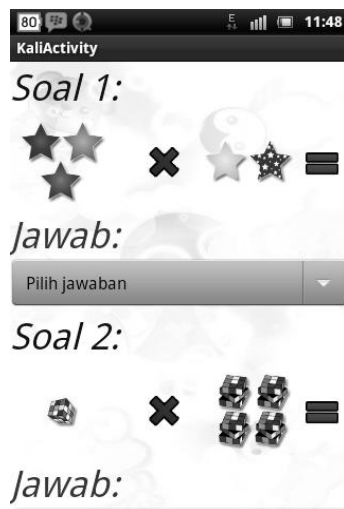 80 E 11:48
KaliActivity
Soal 1:
Jawab:
Pilih jawaban
Soal 2:
Jawab: